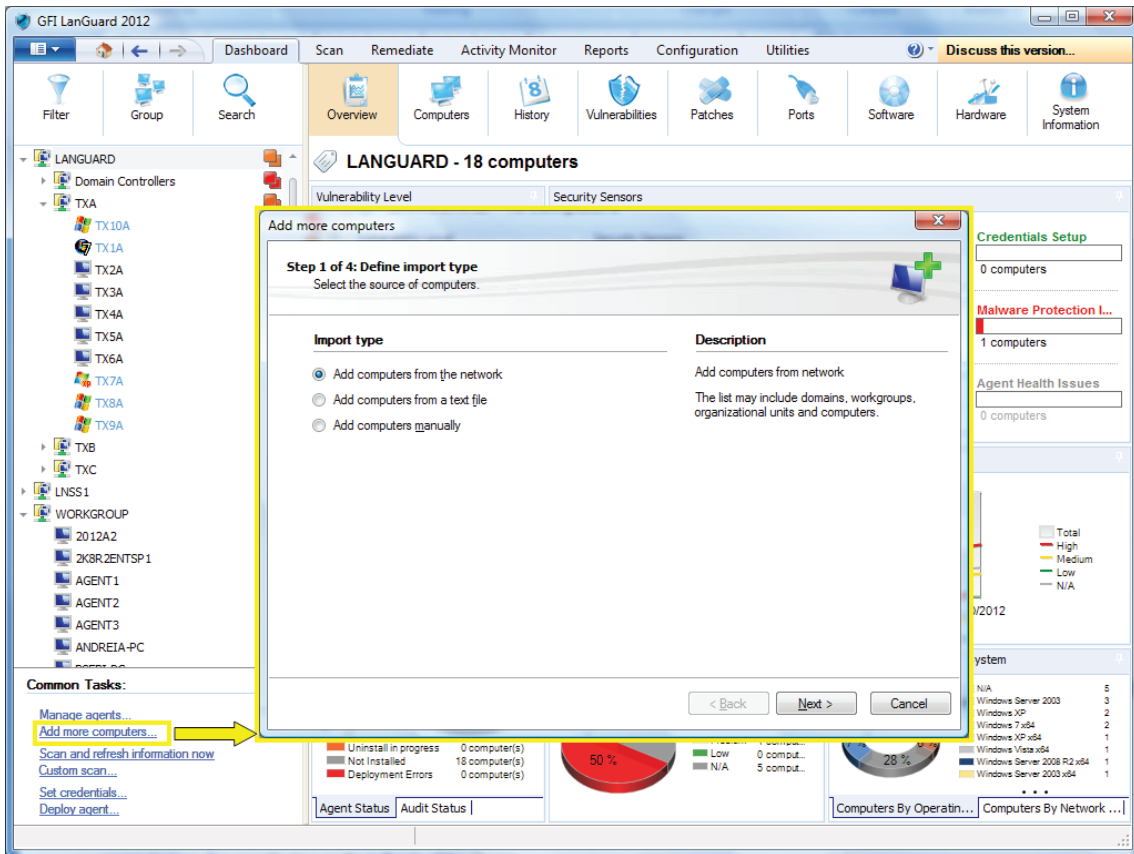 GFI LanGuard 2012
Dashboard Scan Remediate Activity Monitor Reports Configuration Utilities Discuss this version...
Filter Group Search Overview Computers History Vulnerabilities Patches Ports Software Hardware System Information
LANGUARD
Domain Controllers
TXA
TX10A
TX1A
TX2A
TX3A
TX4A
TX5A
TX6A
TX7A
TX8A
TX9A
TXB
TXC
LNSS1
WORKGROUP
2012A2
2K8R2ENTSP1
AGENT1
AGENT2
AGENT3
ANDREIA-PC
Common Tasks:
Manage agents...
Add more computers...
Scan and refresh information now
Custom scan...
Set credentials...
Deploy agent...
LANGUARD - 18 computers
Vulnerability Level Security Sensors
Add more computers
Step 1 of 4: Define import type
Select the source of computers.
Import type
Add computers from the network
Add computers from a text file
Add computers manually
Description
Add computers from network
The list may include domains, workgroups,
organizational units and computers.
< Back Next > Cancel
Credentials Setup
0 computers
Malware Protection I...
1 computers
Agent Health Issues
0 computers
Total
High
Medium
Low
N/A
/2012
ystem
Uninstall in progress 0 computer(s)
Not Installed 18 computer(s)
Deployment Errors 0 computer(s)
Agent Status Audit Status
50 %
Low 0 comput...
N/A 5 comput...
28 %
N/A 5
Windows Server 2003 3
Windows XP 2
Windows 7 x64 2
Windows XP x64 1
Windows Vista x64 1
Windows Server 2008 R2 x64 1
Windows Server 2003 x64 1
Computers By Operatin... Computers By Network ...